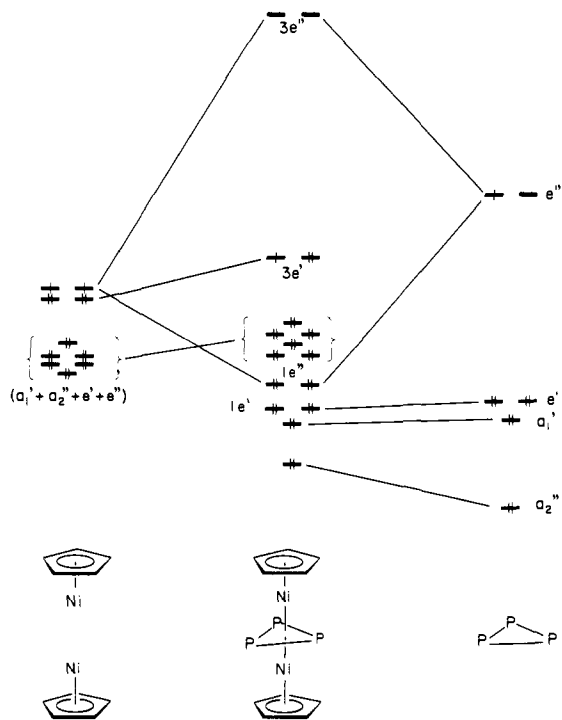 3e"
e"
3e'
(a₁' + a₂" + e' + e")
1e"
1e'
e'
a₁'
a₂"
Ni
Ni
P
P
P
Ni
Ni
P
P
P